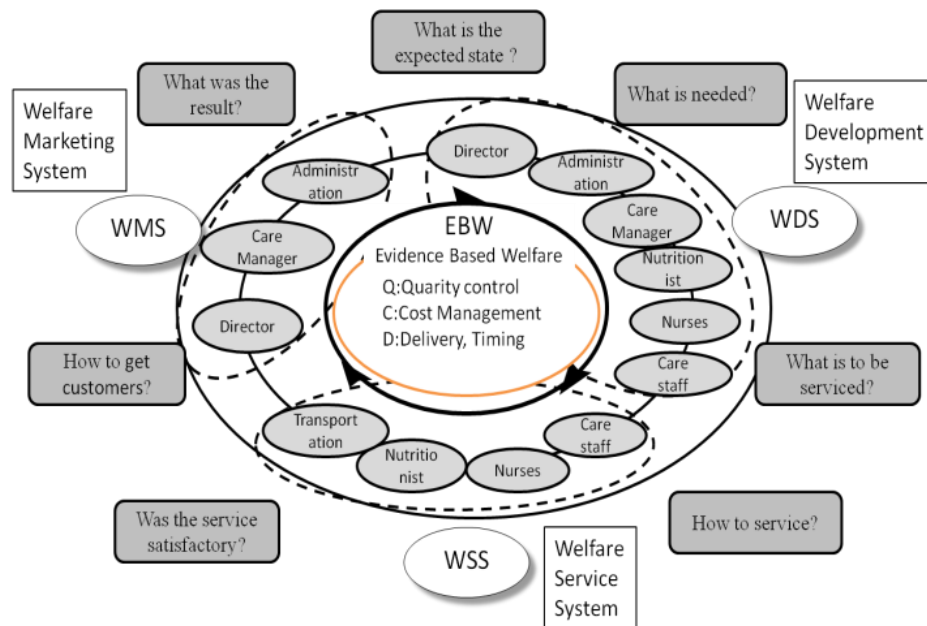 What is the
expected state ?
What was the
result?
What is needed?
Welfare
Marketing
System
Welfare
Development
System
WMS
WDS
Director
Administr
ation
Care
Manager
Nutrition
ist
Nurses
Care
staff
Administr
ation
Care
Manager
Director
EBW
Evidence Based Welfare
Q:Quarity control
C:Cost Management
D:Delivery, Timing
How to get
customers?
What is to be
serviced?
Transport
ation
Nutritio
nist
Nurses
Care
staff
Was the service
satisfactory?
How to service?
WSS
Welfare
Service
System